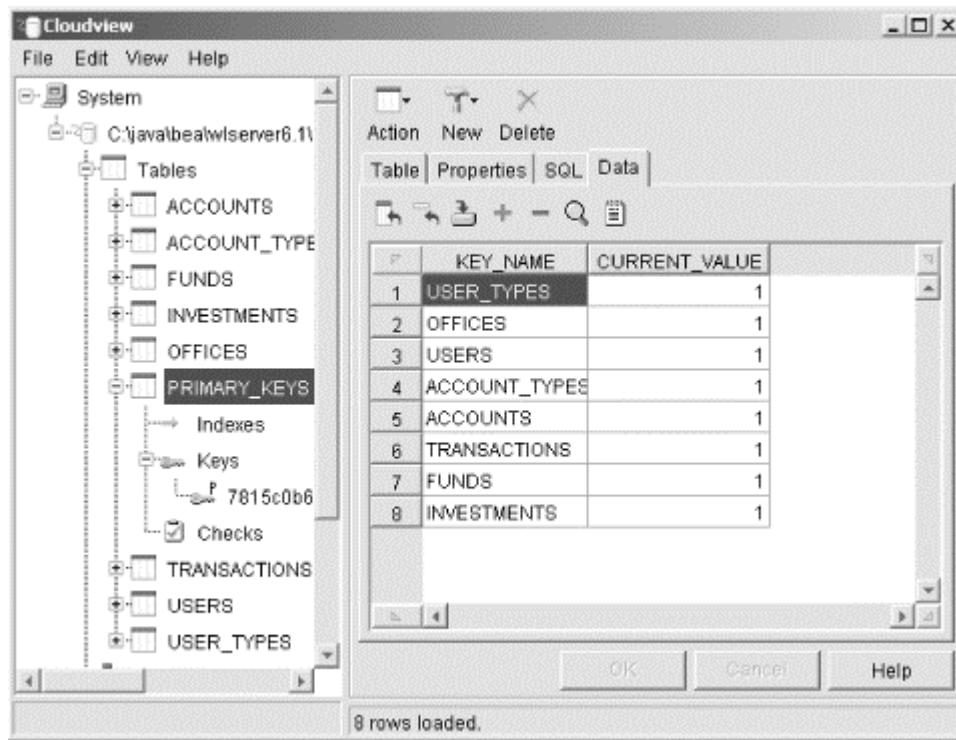 Cloudview
File Edit View Help
System
C:\java\bea\wlserver6.1\
Tables
ACCOUNTS
ACCOUNT_TYPE
FUNDS
INVESTMENTS
OFFICES
PRIMARY_KEYS
Indexes
Keys
7815c0b6
Checks
TRANSACTIONS
USERS
USER_TYPES
Action New Delete
Table Properties SQL Data
KEY_NAME CURRENT_VALUE
1 USER_TYPES 1
2 OFFICES 1
3 USERS 1
4 ACCOUNT_TYPES 1
5 ACCOUNTS 1
6 TRANSACTIONS 1
7 FUNDS 1
8 INVESTMENTS 1
OK Cancel Help
8 rows loaded.